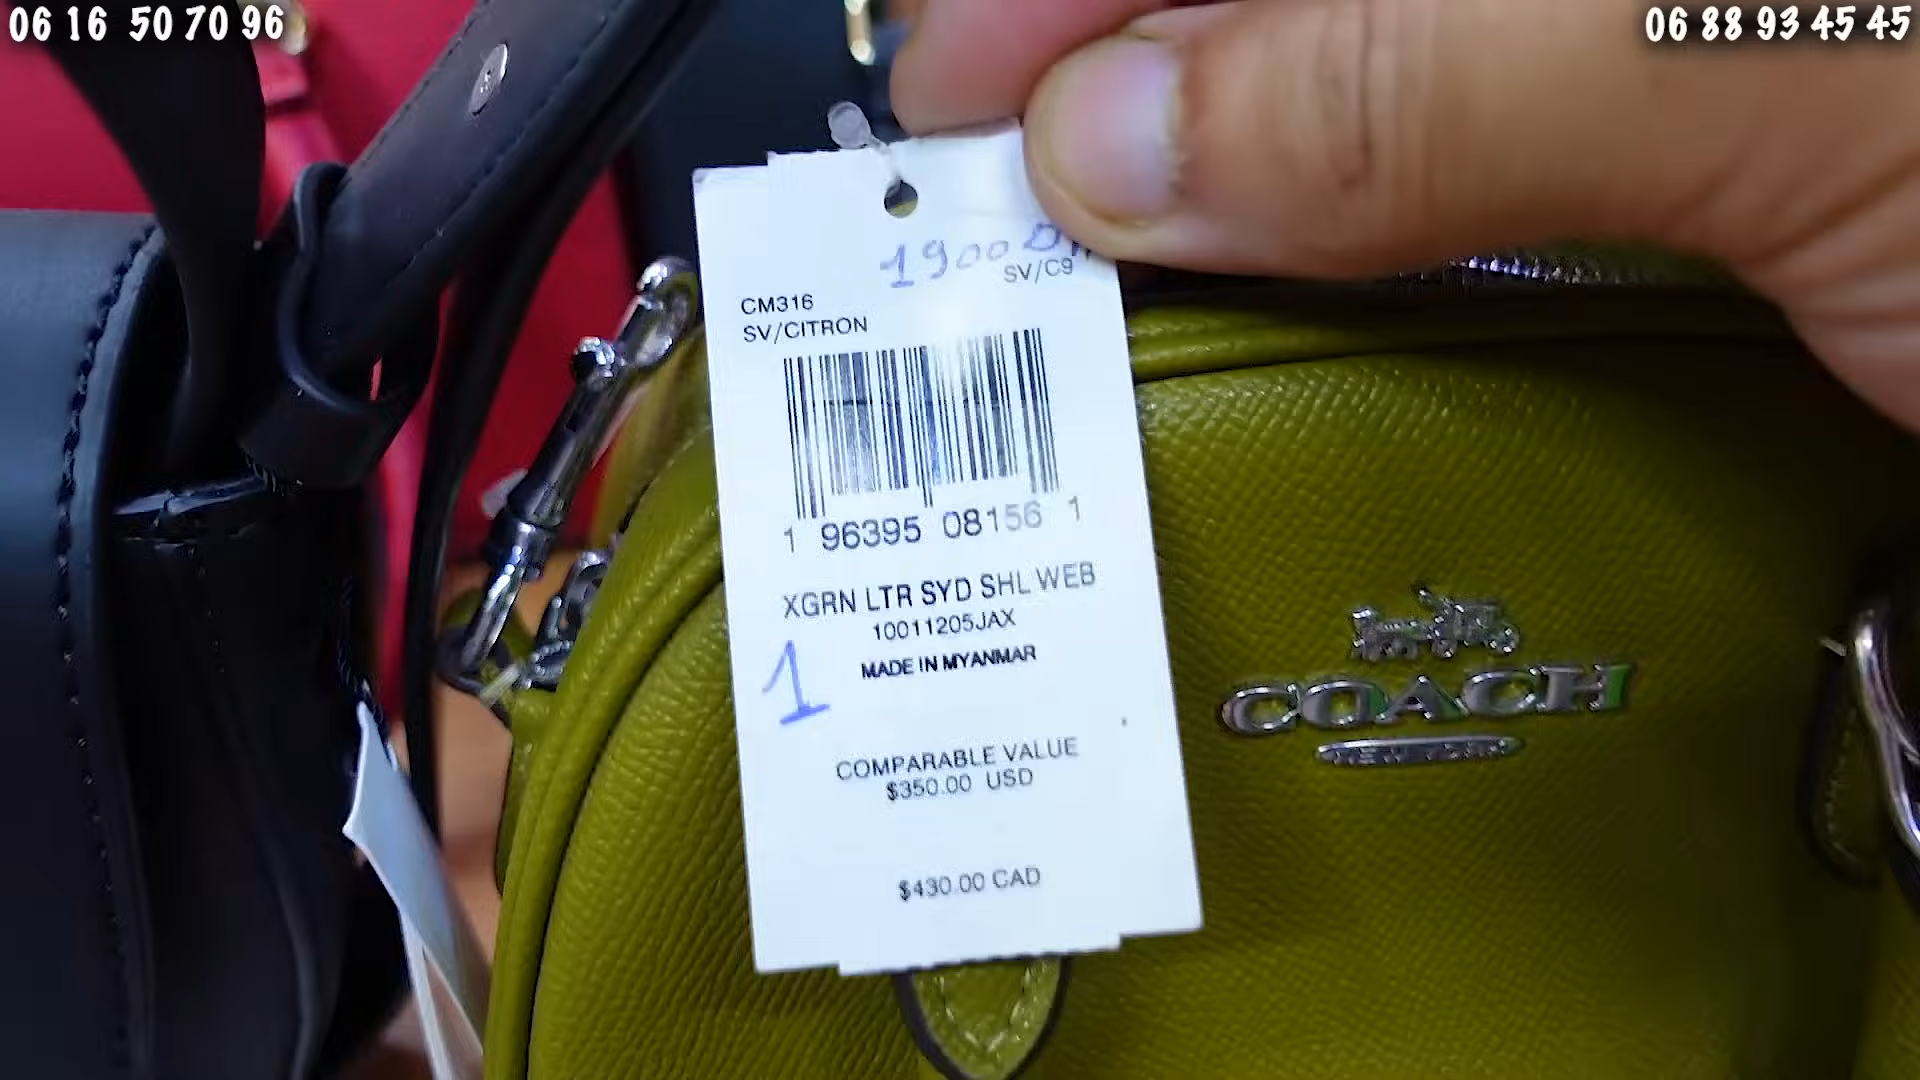 06 16 50 70 96
06 88 93 45 45
1900
SV/C9
CM316
SV/CITRON
1 96395 08156 1
XGRN LTR SYD SHL WEB
10011205JAX
MADE IN MYANMAR
1
COMPARABLE VALUE
$350.00 USD
$430.00 CAD
COACH
NEW YORK